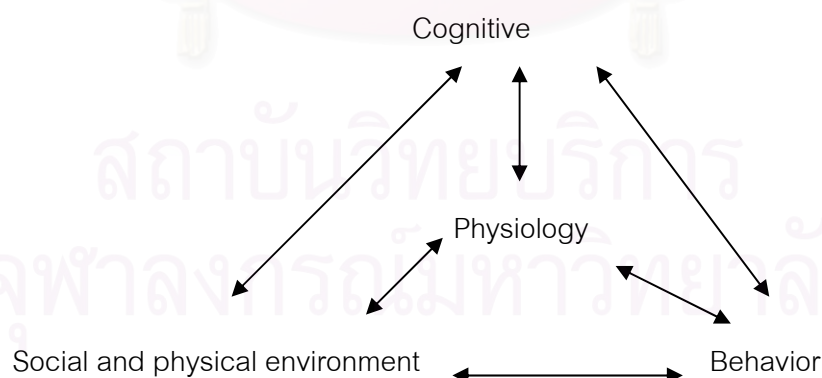 Cognitive
สถาบันวิทยบริการ
Physiology
จุฬาลงกรณ์มหาวิทยาลัย
Social and physical environment
Behavior